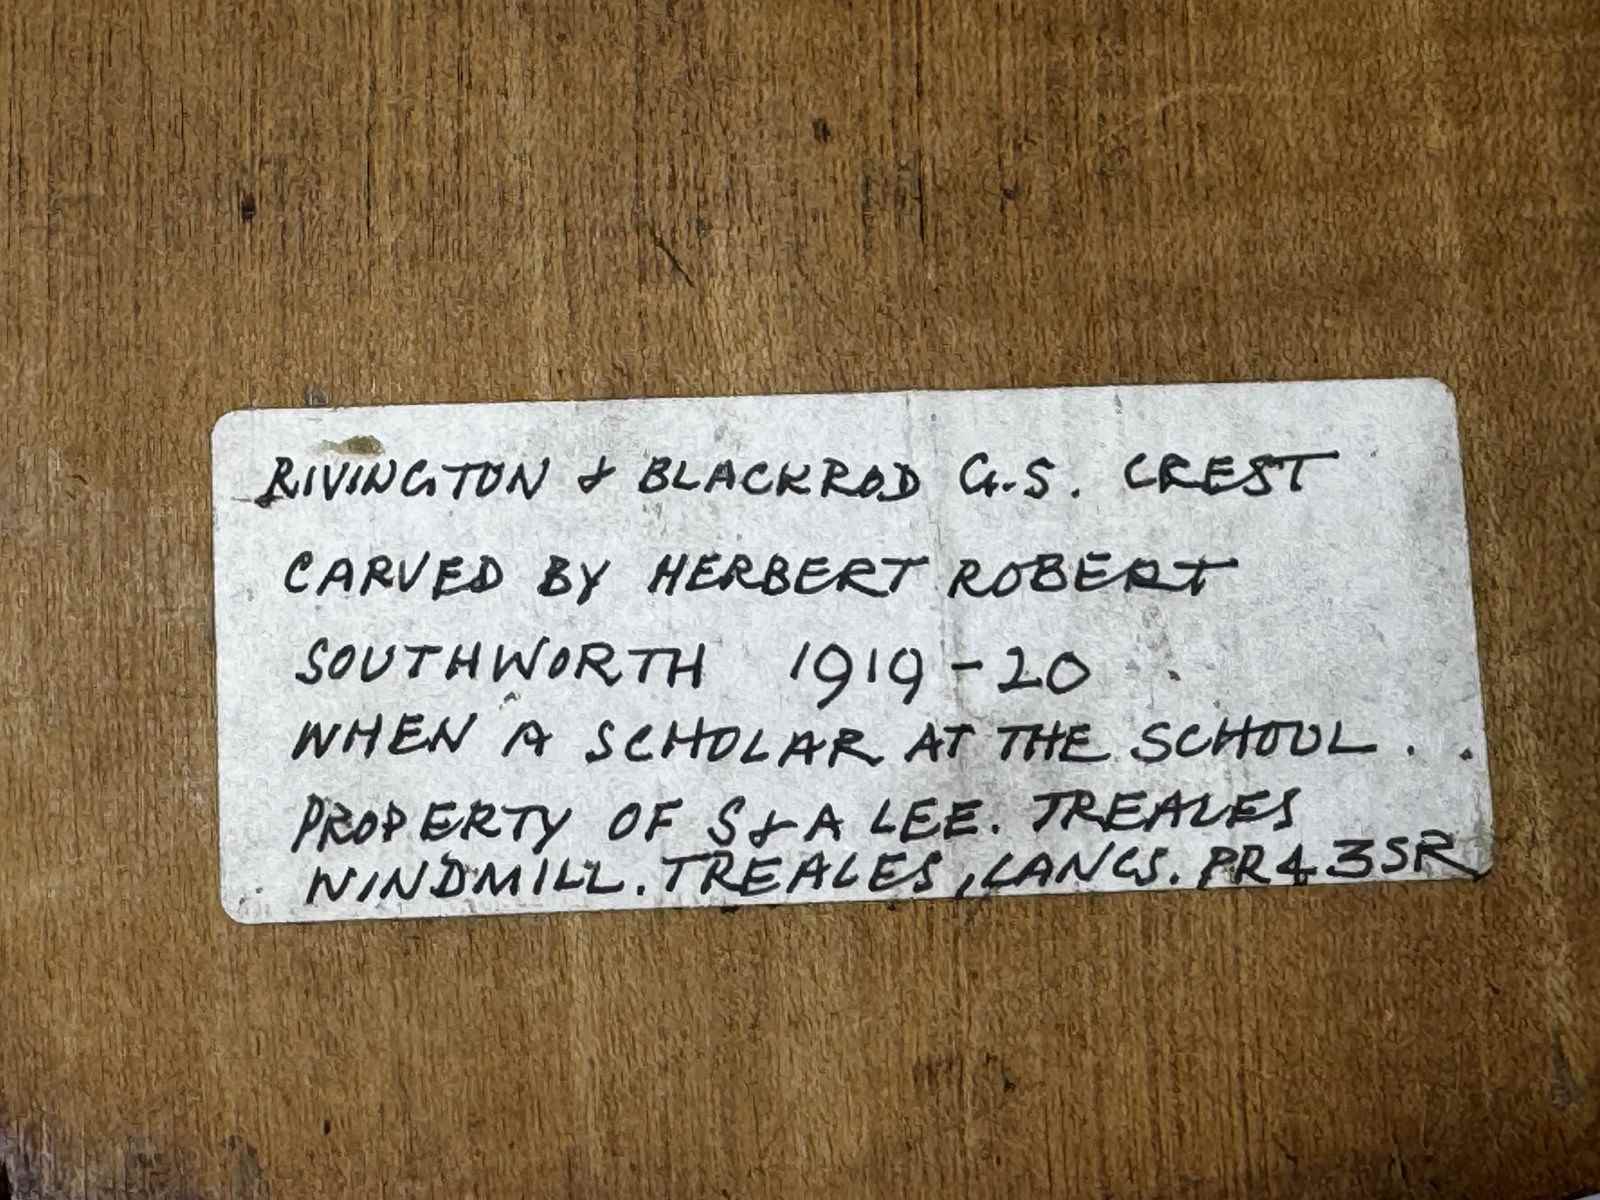 RIVINGTON & BLACKROD G.S. CREST
CARVED BY HERBERT ROBERT
SOUTHWORTH 1919-20
WHEN A SCHOLAR AT THE SCHOOL.
PROPERTY OF S & A LEE. TREALES
WINDMILL. TREALES, LANCS. PR4 3SR